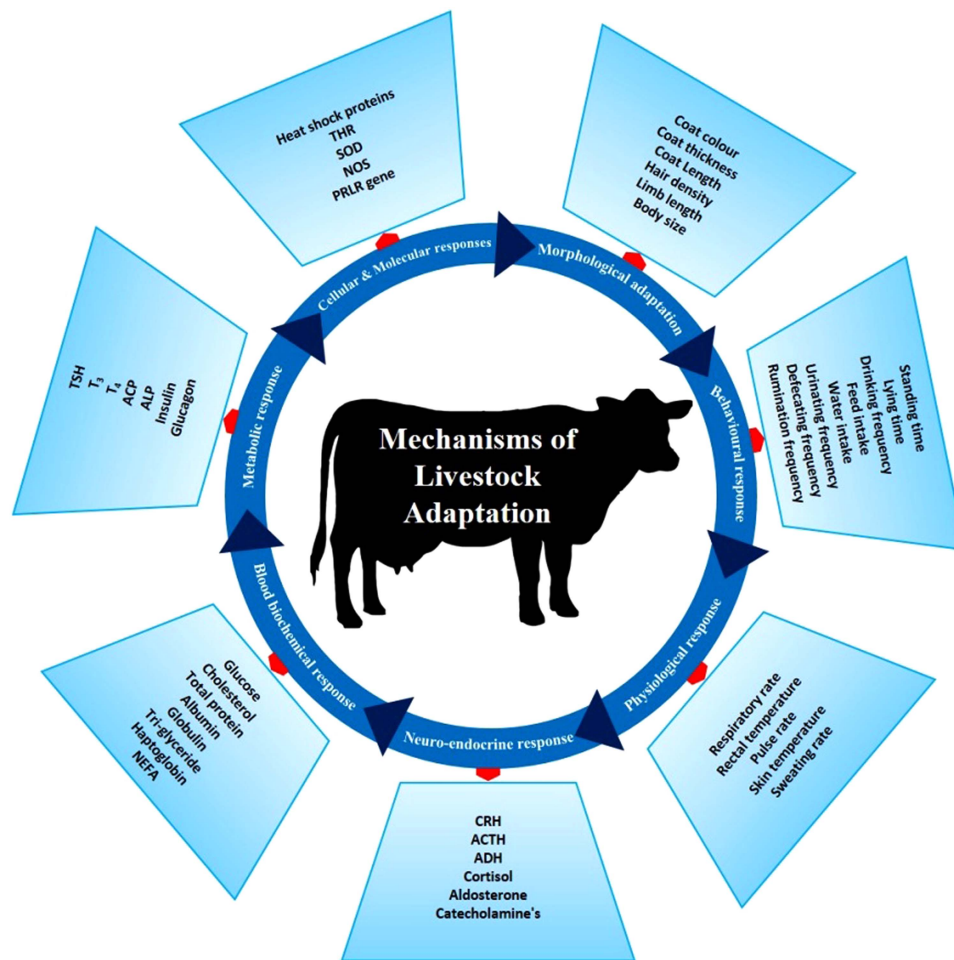 Mechanisms of
Livestock
Adaptation
Cellular & Molecular responses
Heat shock proteins
THR
SOD
NOS
PRLR gene
Morphological adaptation
Coat colour
Coat thickness
Coat Length
Hair density
Limb length
Body size
Behavioural response
Standing time
Lying time
Drinking frequency
Feed intake
Water intake
Urinating frequency
Defecating frequency
Rumination frequency
Physiological response
Respiratory rate
Rectal temperature
Pulse rate
Skin temperature
Sweating rate
Neuro-endocrine response
CRH
ACTH
ADH
Cortisol
Aldosterone
Catecholamine's
Blood biochemical response
Glucose
Cholesterol
Total protein
Albumin
Globulin
Tri-glyceride
Haptoglobin
NEFA
Metabolic response
TSH
T₃
T₄
ACP
ALP
Insulin
Glucagon